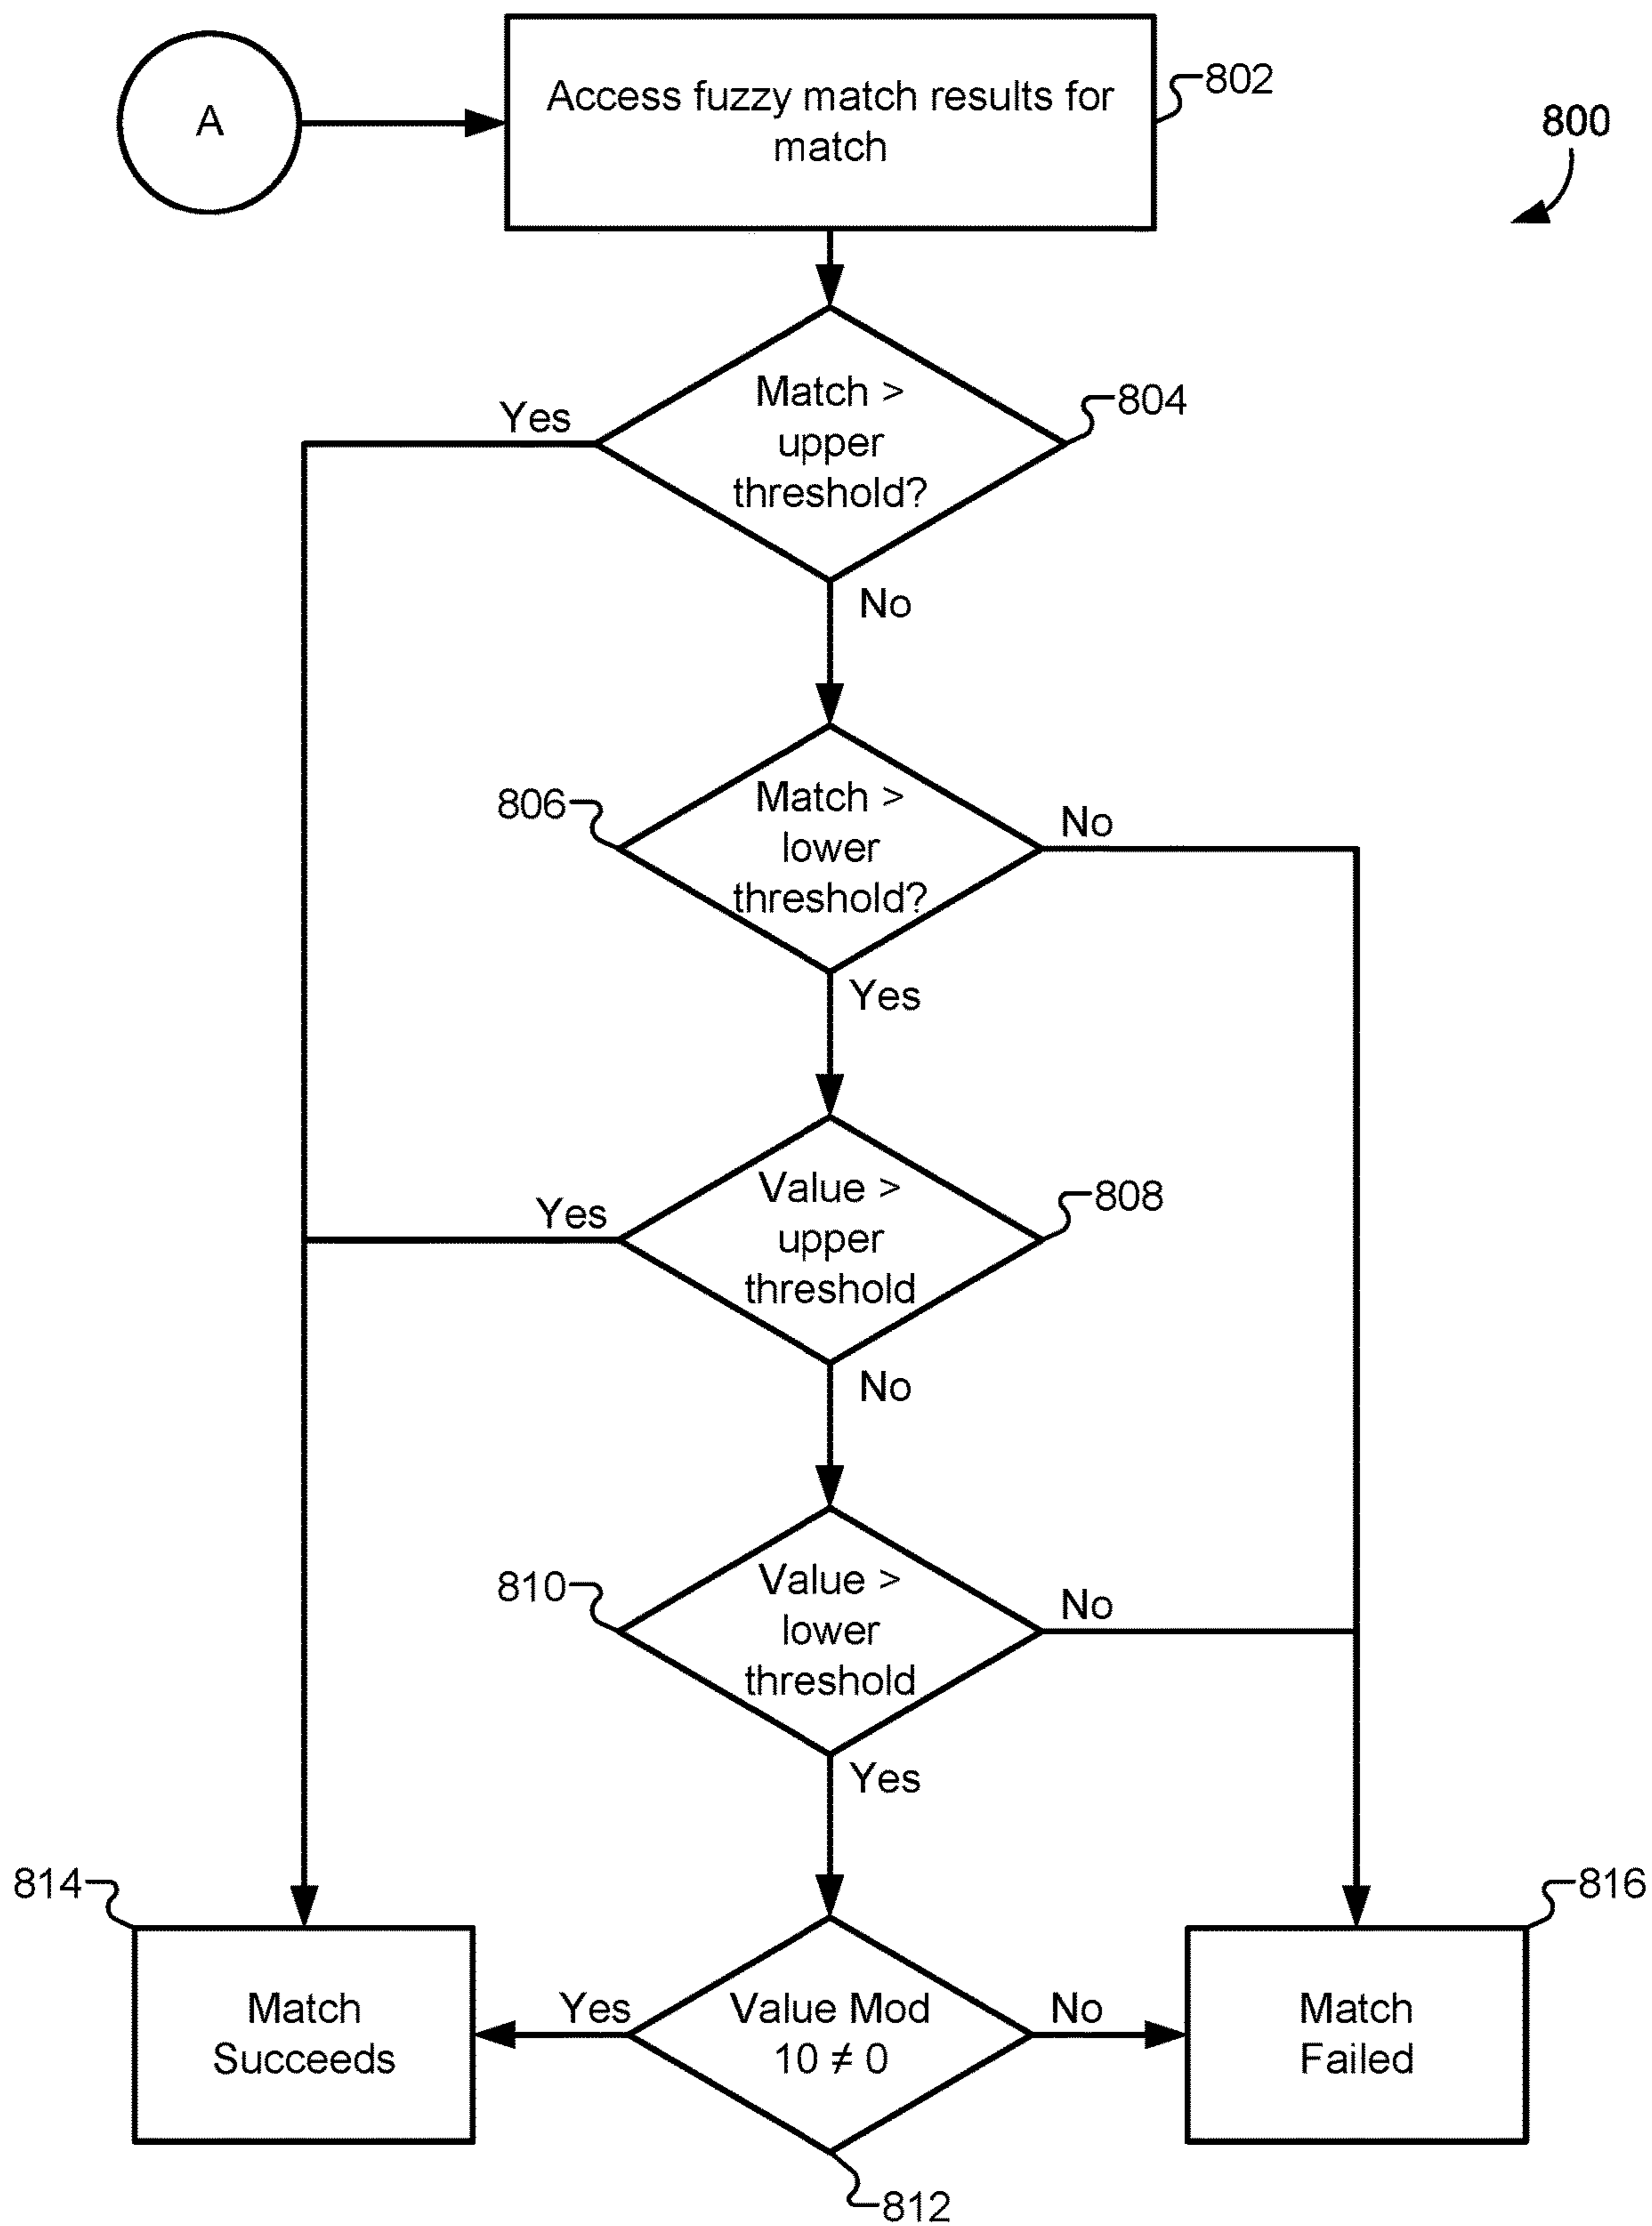 A
Access fuzzy match results for
match
802
800
Match >
upper
threshold?
804
Yes
No
806
Match >
lower
threshold?
No
Yes
Value >
upper
threshold
808
Yes
No
810
Value >
lower
threshold
No
Yes
814
816
Match
Succeeds
Yes
Value Mod
10 ≠ 0
No
Match
Failed
812